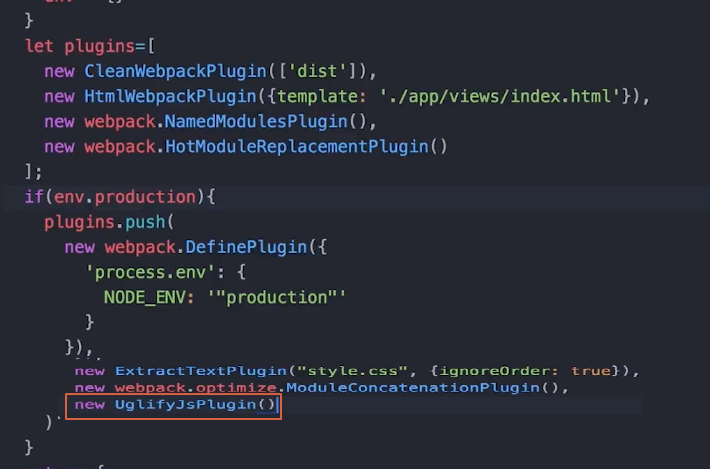 }
let plugins=[
new CleanWebpackPlugin(['dist']),
new HtmlWebpackPlugin({template: './app/views/index.html'}),
new webpack.NamedModulesPlugin(),
new webpack.HotModuleReplacementPlugin()
];
if(env.production){
plugins.push(
new webpack.DefinePlugin({
'process.env': {
NODE_ENV: '"production"'
}
}),
new ExtractTextPlugin("style.css", {ignoreOrder: true}),
new webpack.optimize.ModuleConcatenationPlugin(),
new UglifyJsPlugin()
)`
}